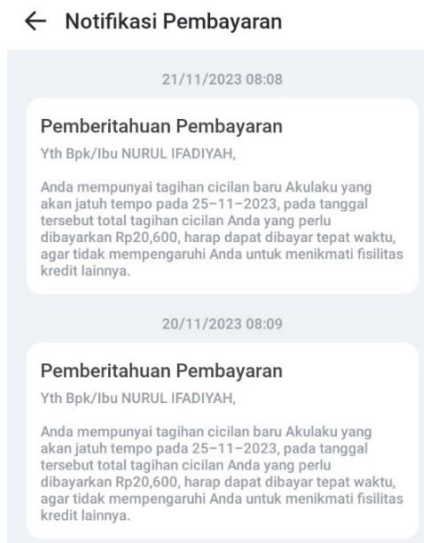 ← Notifikasi Pembayaran
21/11/2023 08:08
Pemberitahuan Pembayaran
Yth Bpk/Ibu NURUL IFADIYAH,
Anda mempunyai tagihan cicilan baru Akulaku yang
akan jatuh tempo pada 25–11–2023, pada tanggal
tersebut total tagihan cicilan Anda yang perlu
dibayarkan Rp20,600, harap dapat dibayar tepat waktu,
agar tidak mempengaruhi Anda untuk menikmati fisilitas
kredit lainnya.
20/11/2023 08:09
Pemberitahuan Pembayaran
Yth Bpk/Ibu NURUL IFADIYAH,
Anda mempunyai tagihan cicilan baru Akulaku yang
akan jatuh tempo pada 25–11–2023, pada tanggal
tersebut total tagihan cicilan Anda yang perlu
dibayarkan Rp20,600, harap dapat dibayar tepat waktu,
agar tidak mempengaruhi Anda untuk menikmati fisilitas
kredit lainnya.